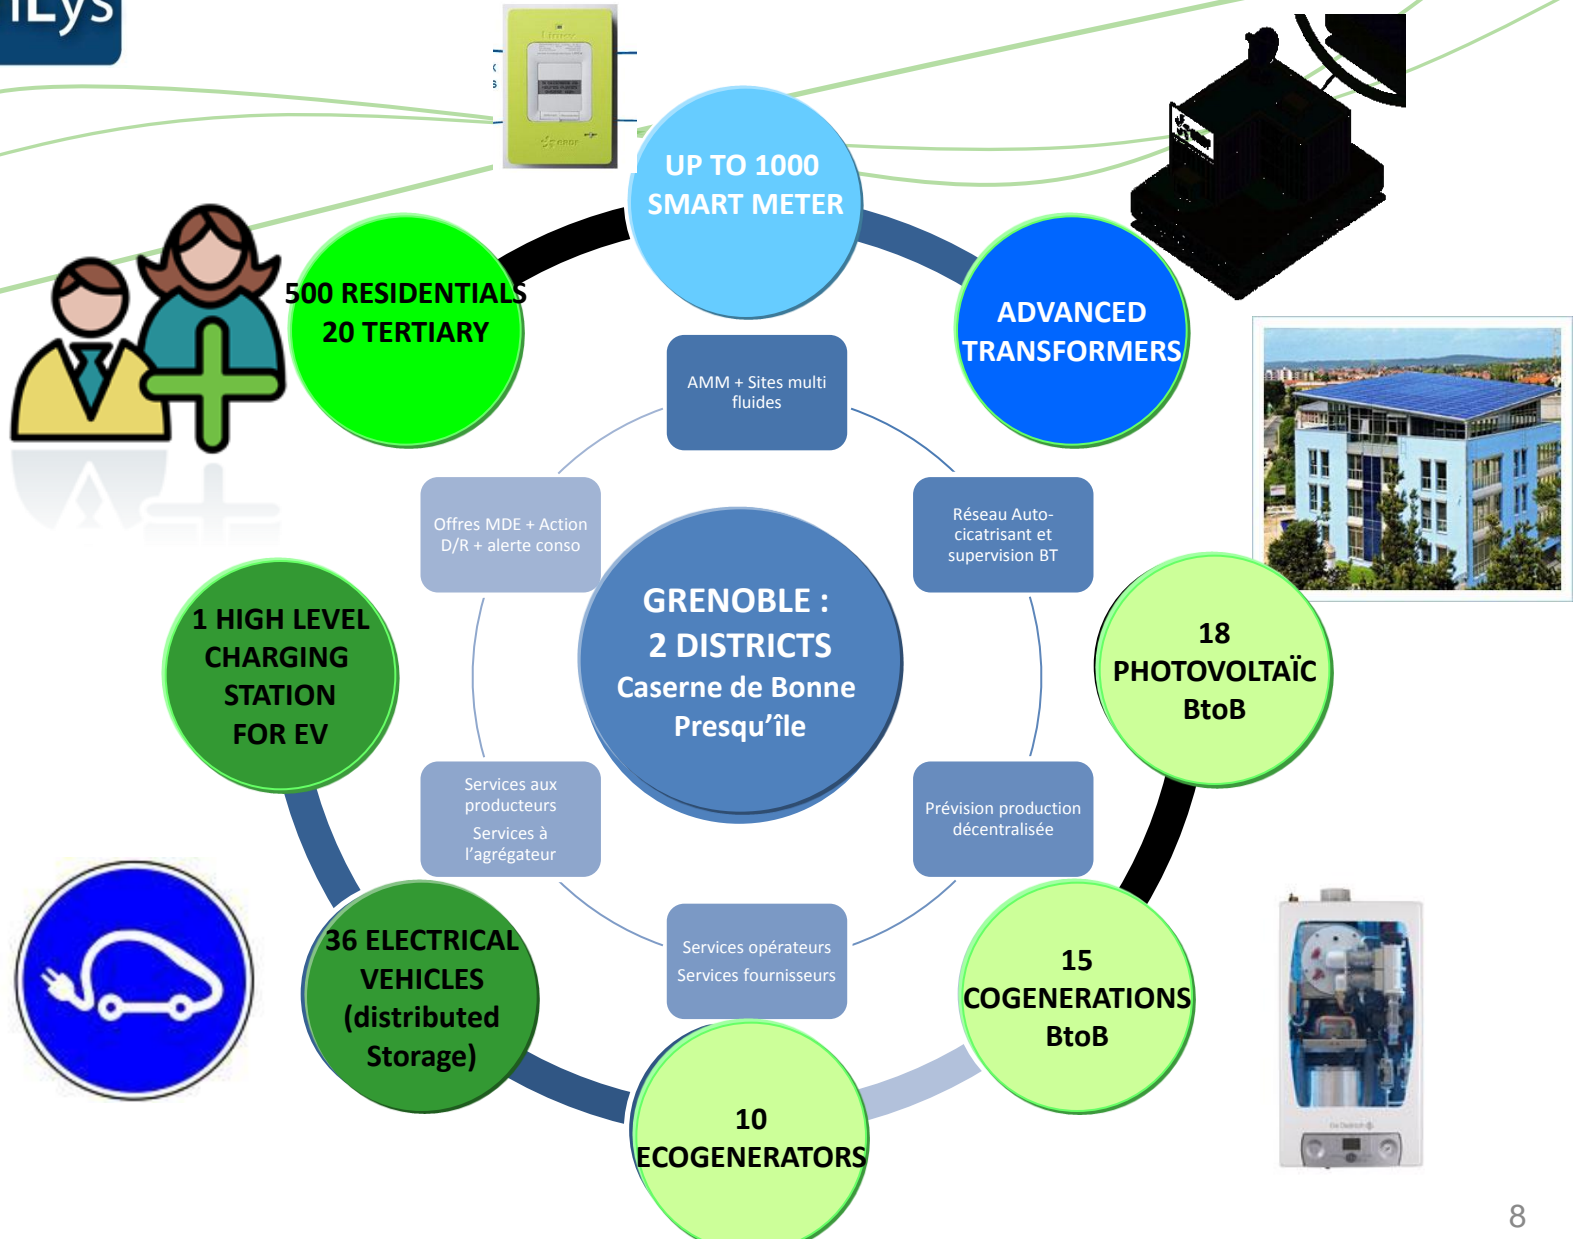 UP TO 1000
SMART METER
500 RESIDENTIALS
20 TERTIARY
ADVANCED
TRANSFORMERS
AMM + Sites multi
fluides
Offres MDE + Action
D/R + alerte conso
Réseau Auto-
cicatrisant et
supervision BT
GRENOBLE :
2 DISTRICTS
Caserne de Bonne
Presqu’île
1 HIGH LEVEL
CHARGING
STATION
FOR EV
18
PHOTOVOLTAÏC
BtoB
Services aux
producteurs
Services à
l’agrégateur
Prévision production
décentralisée
Services opérateurs
Services fournisseurs
36 ELECTRICAL
VEHICLES
(distributed
Storage)
15
COGENERATIONS
BtoB
10
ECOGENERATORS
De Dietrich
8